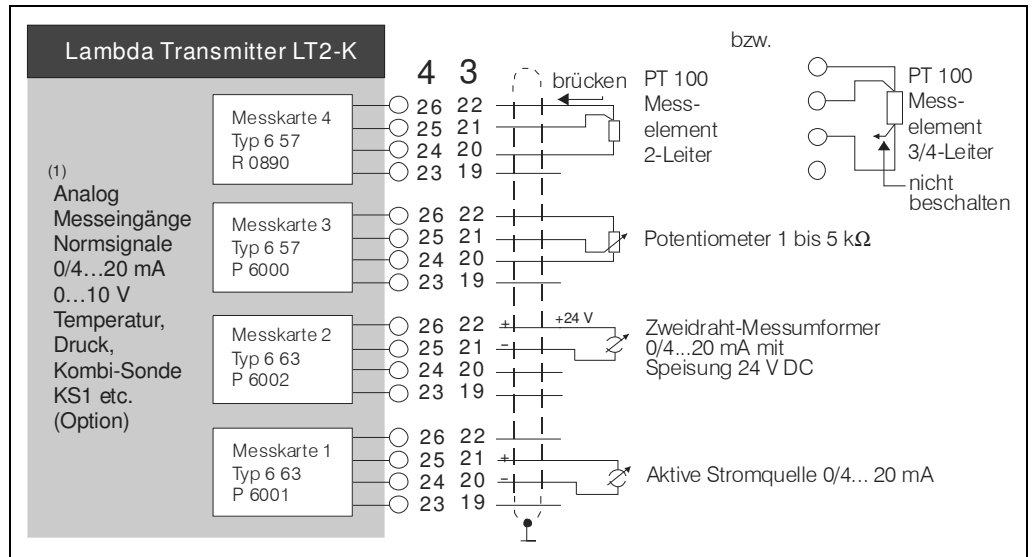 Lambda Transmitter LT2-K
(1)
Analog
Messeingänge
Normsignale
0/4...20 mA
0...10 V
Temperatur,
Druck,
Kombi-Sonde
KS1 etc.
(Option)
4 3
Messkarte 4
Typ 6 57
R 0890
26 22
25 21
24 20
23 19
brücken
PT 100
Mess-
element
2-Leiter
bzw.
PT 100
Mess-
element
3/4-Leiter
nicht
beschalten
Messkarte 3
Typ 6 57
P 6000
26 22
25 21
24 20
23 19
Potentiometer 1 bis 5 kΩ
Messkarte 2
Typ 6 63
P 6002
26 22 + +24 V
25 21 -
24 20
23 19
Zweidraht-Messumformer
0/4...20 mA mit
Speisung 24 V DC
Messkarte 1
Typ 6 63
P 6001
26 22
25 21 +
24 20 -
23 19
Aktive Stromquelle 0/4... 20 mA